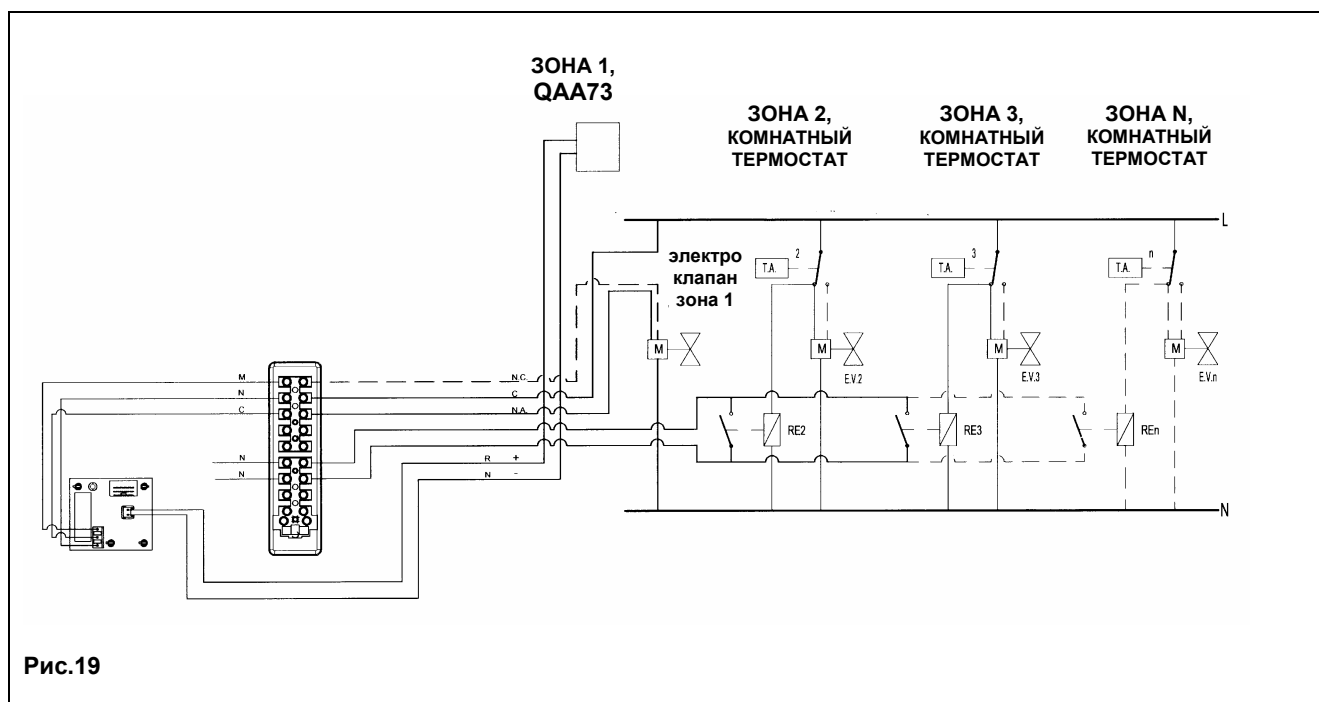 ЗОНА 1,
QAA73
ЗОНА 2,
КОМНАТНЫЙ
ТЕРМОСТАТ
ЗОНА 3,
КОМНАТНЫЙ
ТЕРМОСТАТ
ЗОНА N,
КОМНАТНЫЙ
ТЕРМОСТАТ
L
электро
клапан
зона 1
T.A.
2
T.A.
3
T.A.
n
M
M
E.V.2
M
E.V.3
M
E.V.n
M
N.C.
N
C
C
N.A.
RE2
RE3
REn
N
R +
N
N -
N
Рис.19